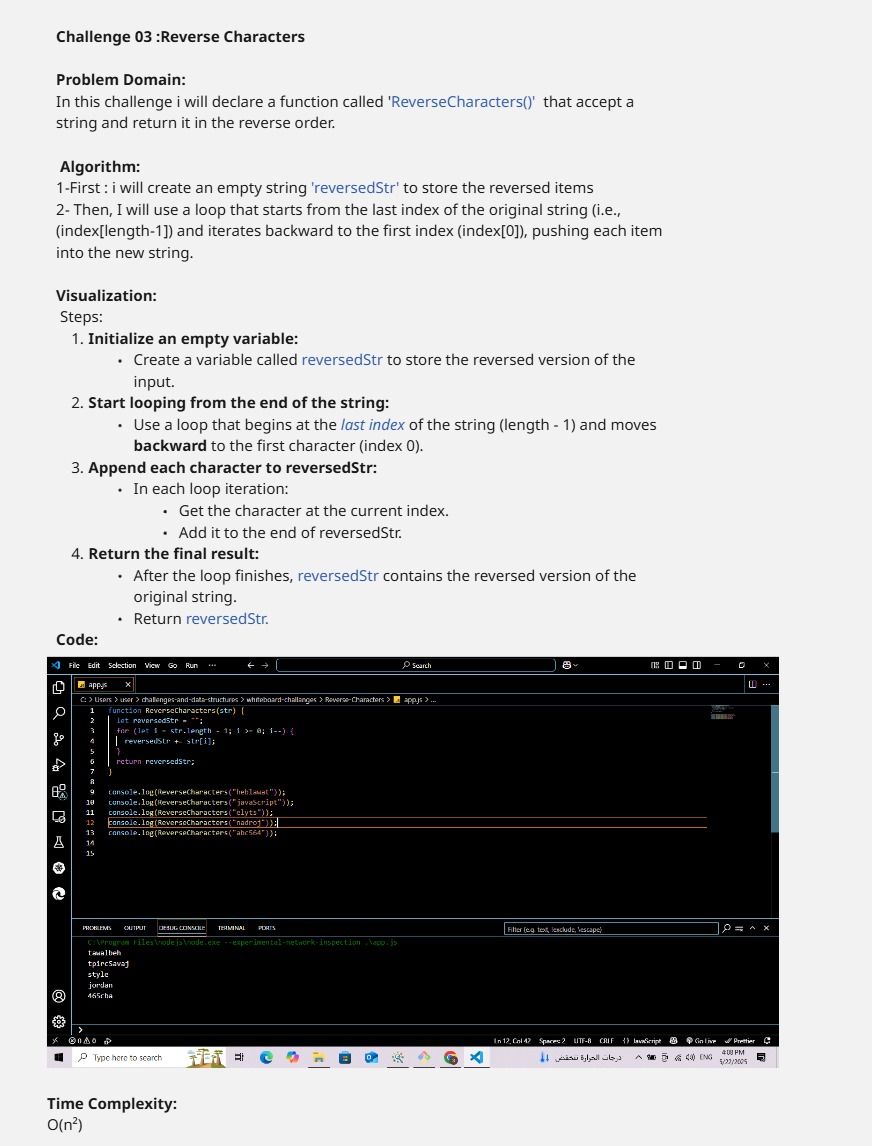 Challenge 03 :Reverse Characters
Problem Domain:
In this challenge i will declare a function called 'ReverseCharacters()' that accept a
string and return it in the reverse order.
Algorithm:
1-First : i will create an empty string 'reversedStr' to store the reversed items
2- Then, I will use a loop that starts from the last index of the original string (i.e.,
(index[length-1]) and iterates backward to the first index (index[0]), pushing each item
into the new string.
Visualization:
Steps:
1. Initialize an empty variable:
• Create a variable called reversedStr to store the reversed version of the
input.
2. Start looping from the end of the string:
• Use a loop that begins at the last index of the string (length - 1) and moves
backward to the first character (index 0).
3. Append each character to reversedStr:
• In each loop iteration:
• Get the character at the current index.
• Add it to the end of reversedStr.
4. Return the final result:
• After the loop finishes, reversedStr contains the reversed version of the
original string.
• Return reversedStr.
Code:
File Edit Selection View Go Run ··· ← → Search
app.js ×
C: > Users > user > challenges-and-data-structures > whiteboard-challanges > Reverse-Characters > app.js > ...
1 function ReverseCharacters(str) {
2 let reversedStr = "";
3 for (let i = str.length - 1; i >= 0; i--) {
4 reversedStr += str[i];
5 }
6 return reversedStr;
7 }
8
9 console.log(ReverseCharacters("heblawat"));
10 console.log(ReverseCharacters("javaScript"));
11 console.log(ReverseCharacters("elyts"));
12 console.log(ReverseCharacters("nadroj"));
13 console.log(ReverseCharacters("abc564"));
14
15
PROBLEMS OUTPUT DEBUG CONSOLE TERMINAL PORTS Filter (e.g. text, !exclude, \escape)
C:\Program Files\nodejs\node.exe --experimental-network-inspection .\app.js
tawalbeh
tpircSavaj
style
jordan
465cba
>
0 0 Ln 12, Col 42 Spaces: 2 UTF-8 CRLF {} JavaScript Go Live Prettier
Type here to search درجات الحرارة تنخفض ENG 4:08 PM
5/22/2025
Time Complexity:
O(n²)